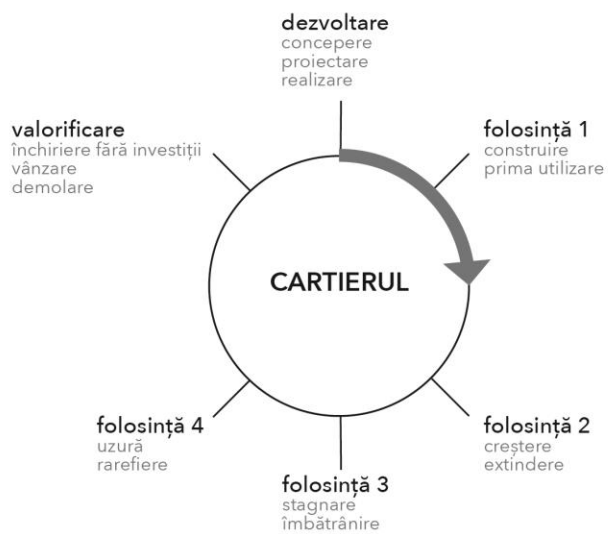 dezvoltare
concepere
proiectare
realizare
folosință 1
construire
prima utilizare
folosință 2
creștere
extindere
folosință 3
stagnare
îmbătrânire
folosință 4
uzură
rarefiere
valorificare
închiriere fără investiții
vânzare
demolare
CARTIERUL